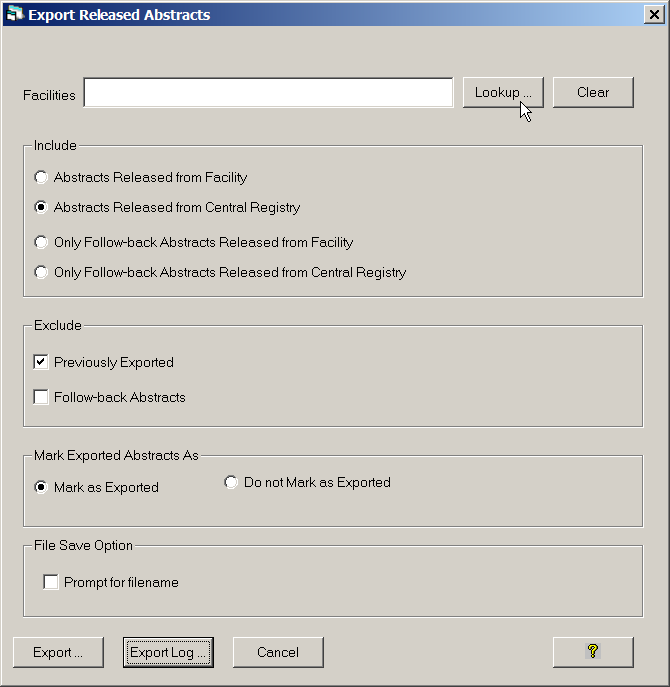 Export Released Abstracts
Facilities Lookup ... Clear
Include
Abstracts Released from Facility
Abstracts Released from Central Registry
Only Follow-back Abstracts Released from Facility
Only Follow-back Abstracts Released from Central Registry
Exclude
Previously Exported
Follow-back Abstracts
Mark Exported Abstracts As
Mark as Exported Do not Mark as Exported
File Save Option
Prompt for filename
Export ... Export Log ... Cancel ?